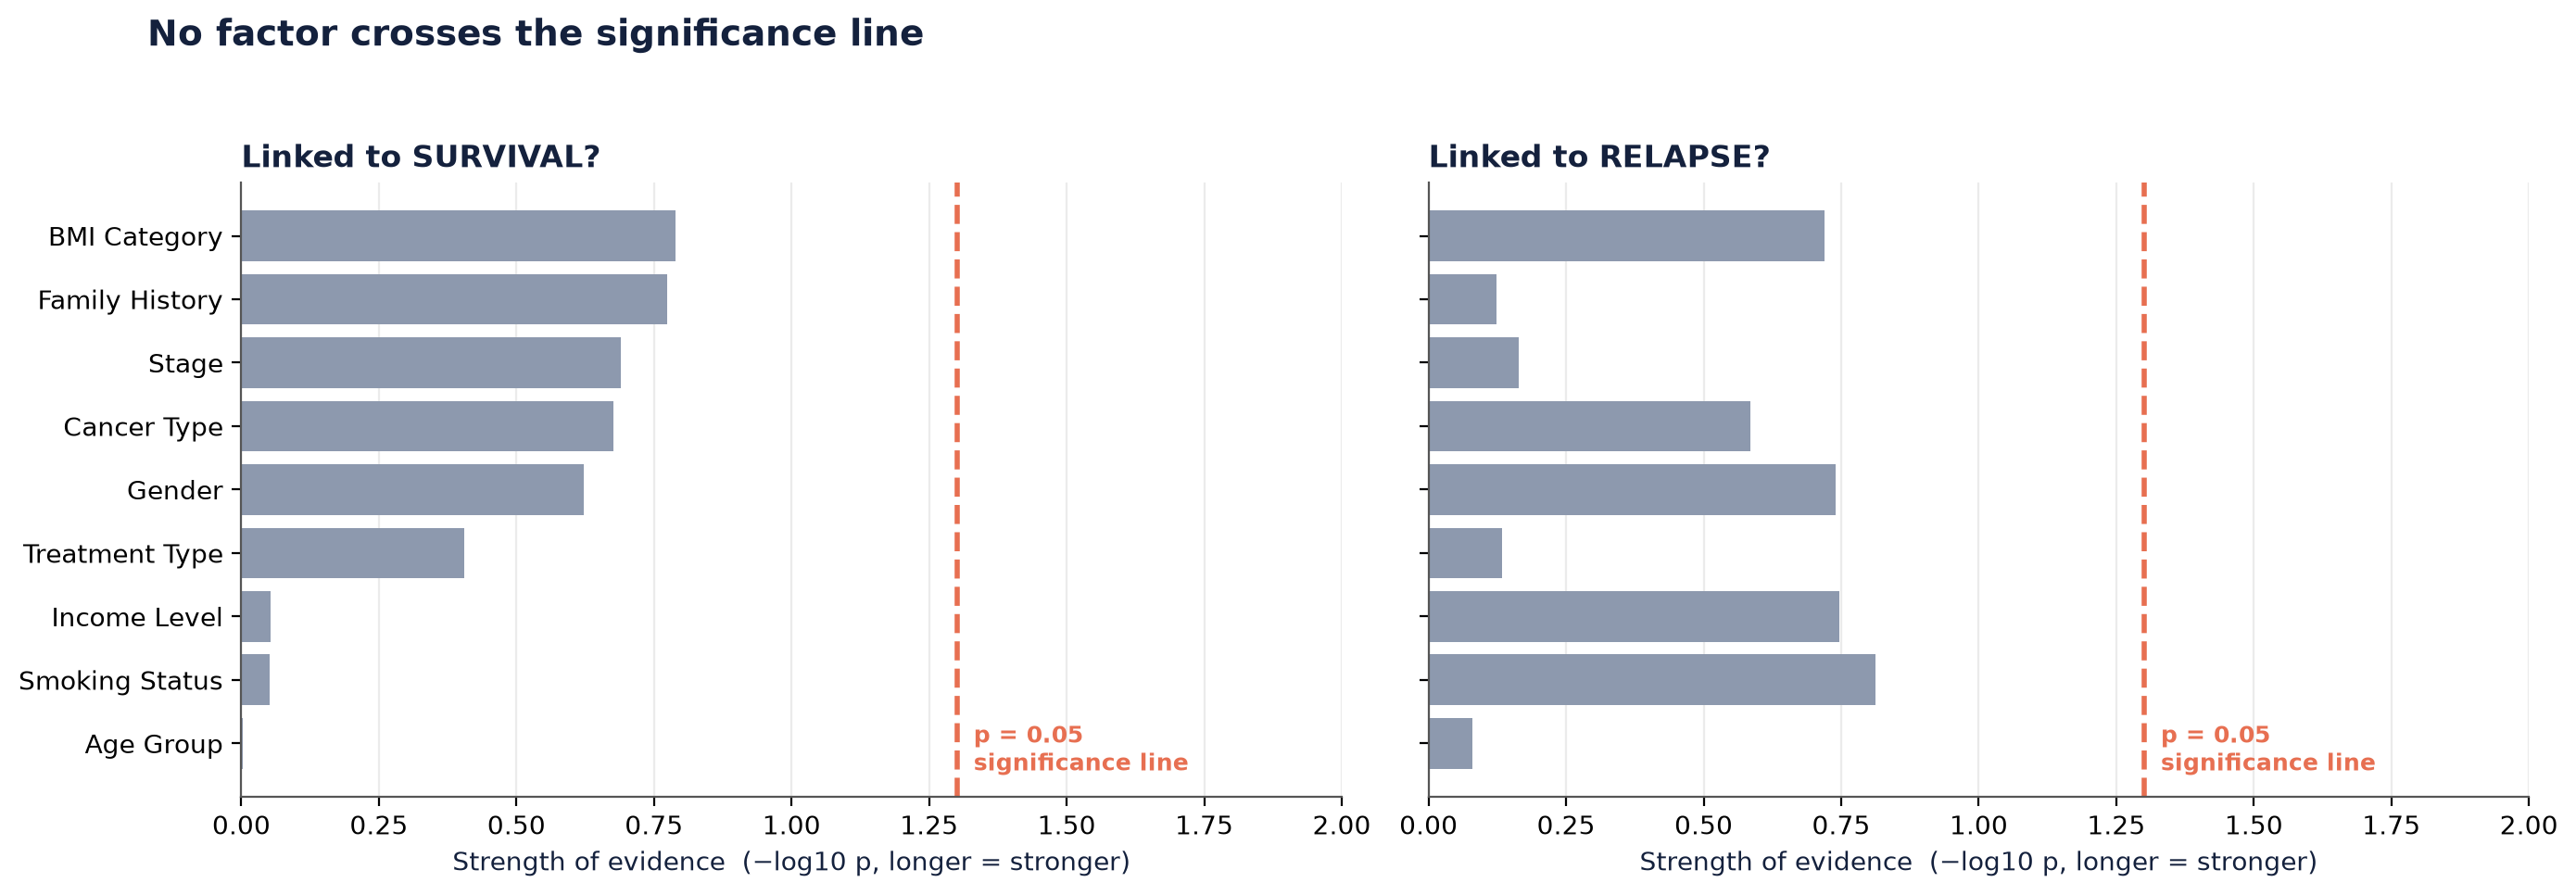 No factor crosses the significance line
Linked to SURVIVAL?
BMI Category
Family History
Stage
Cancer Type
Gender
Treatment Type
Income Level
Smoking Status
Age Group
p = 0.05
significance line
0.00 0.25 0.50 0.75 1.00 1.25 1.50 1.75 2.00
Strength of evidence (−log10 p, longer = stronger)
Linked to RELAPSE?
p = 0.05
significance line
0.00 0.25 0.50 0.75 1.00 1.25 1.50 1.75 2.00
Strength of evidence (−log10 p, longer = stronger)